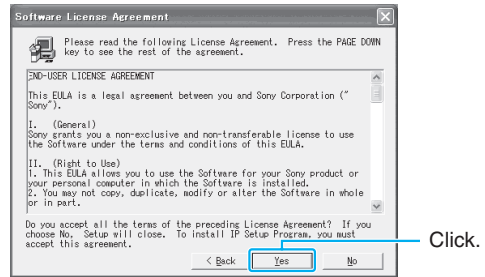 Software License Agreement
Please read the following License Agreement. Press the PAGE DOWN
key to see the rest of the agreement.
END-USER LICENSE AGREEMENT
This EULA is a legal agreement between you and Sony Corporation ("
Sony").
I. (General)
Sony grants you a non-exclusive and non-transferable license to use
the Software under the terms and conditions of this EULA.
II. (Right to Use)
1. This EULA allows you to use the Software for your Sony product or
your personal computer in which the Software is installed.
2. You may not copy, duplicate, modify or alter the Software in whole
or in part.
Do you accept all the terms of the preceding License Agreement? If you
choose No, Setup will close. To install IP Setup Program, you must
accept this agreement.
< Back Yes No
Click.